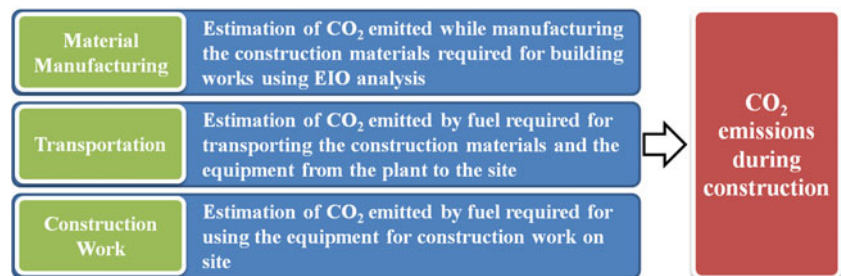 Material
Manufacturing
Estimation of CO₂ emitted while manufacturing
the construction materials required for building
works using EIO analysis
Transportation
Estimation of CO₂ emitted by fuel required for
transporting the construction materials and the
equipment from the plant to the site
Construction
Work
Estimation of CO₂ emitted by fuel required for
using the equipment for construction work on
site
CO₂
emissions
during
construction